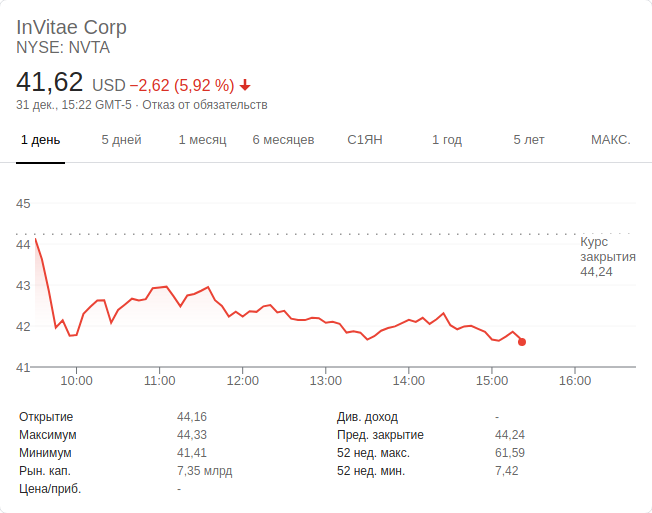 InVitae Corp
NYSE: NVTA
41,62 USD −2,62 (5,92 %)
31 дек., 15:22 GMT-5 · Отказ от обязательств
1 день 5 дней 1 месяц 6 месяцев С1ЯН 1 год 5 лет МАКС.
45
44
43
42
41
Курс
закрытия
44,24
10:00 11:00 12:00 13:00 14:00 15:00 16:00
Открытие 44,16 Див. доход -
Максимум 44,33 Пред. закрытие 44,24
Минимум 41,41 52 нед. макс. 61,59
Рын. кап. 7,35 млрд 52 нед. мин. 7,42
Цена/приб. -